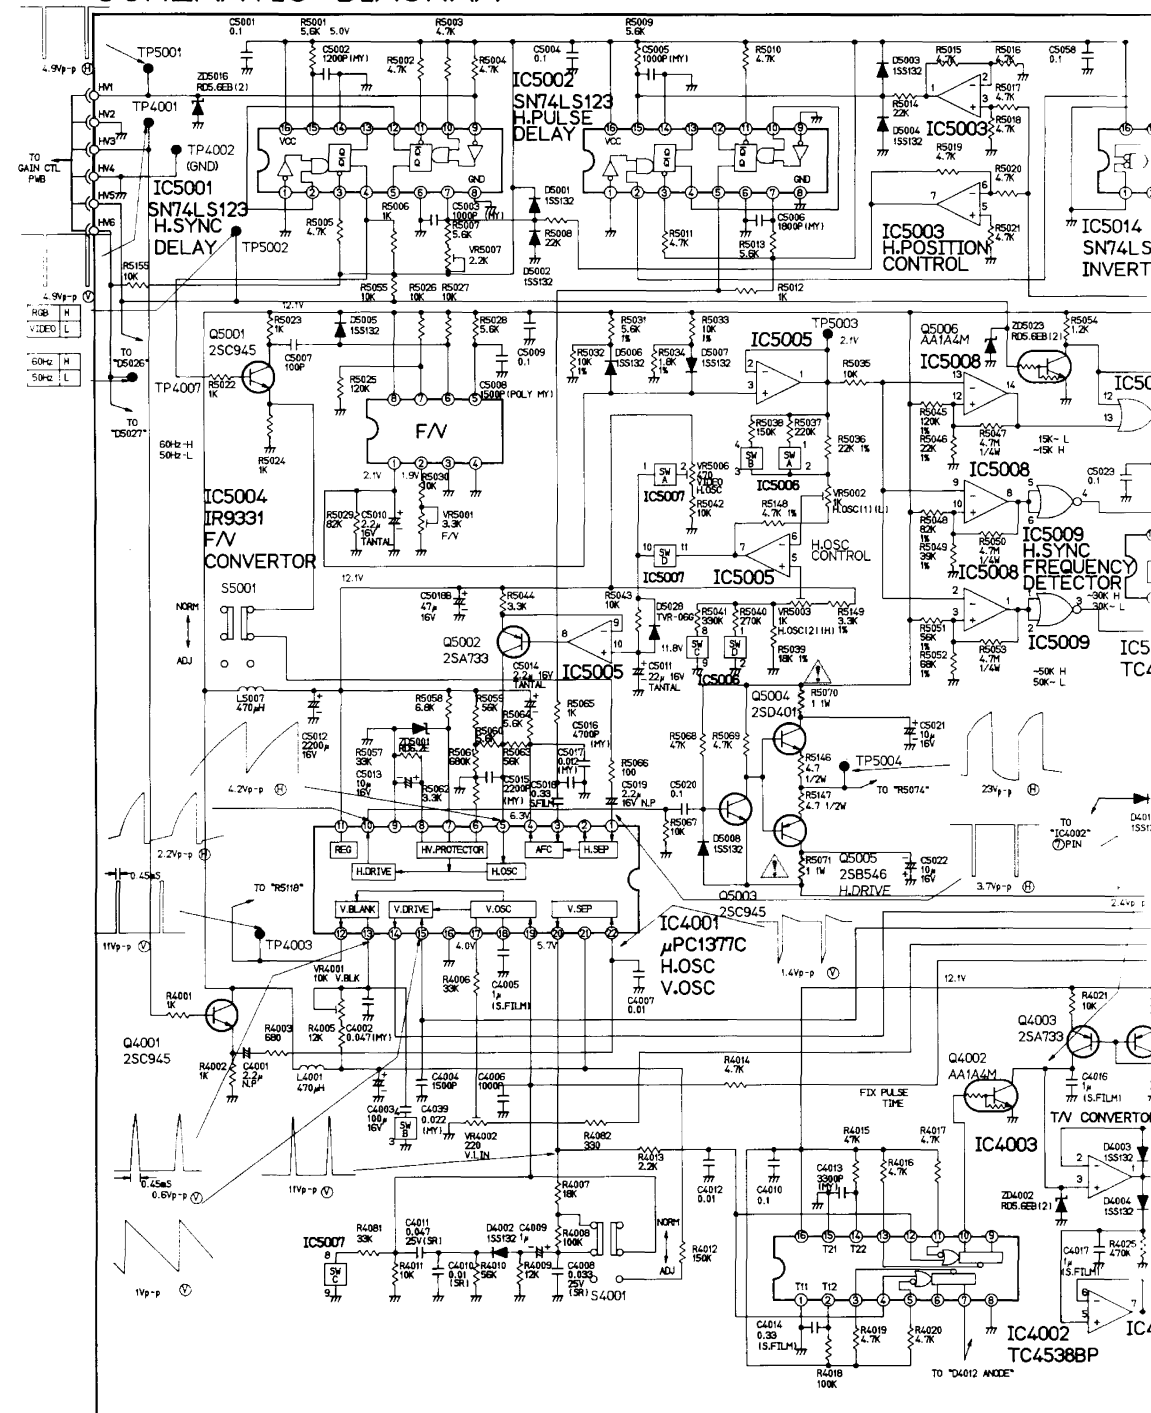 SCHEMATIC DIAGRAM
C5001
0.1
R5001
5.6K
5.0V
C5002
1200P(MY)
R5003
4.7K
R5002
4.7K
R5004
4.7K
C5004
0.1
IC5002
SN74LS123
H.PULSE
DELAY
R5009
5.6K
C5005
1000P(MY)
R5010
4.7K
D5003
1SS132
R5014
22K
D5004
1SS132
R5015
4.7K
R5016
4.7K
R5017
4.7K
R5018
4.7K
IC5003
R5019
4.7K
R5020
4.7K
R5021
4.7K
C5058
0.1
4.9Vp-p
TP5001
ZD5016
RD5.6EB(2)
HV1
HV2
HV3
HV4
HV5
HV6
TP4001
TP4002
(GND)
TO
GAIN CTL
PWB
IC5001
SN74LS123
H.SYNC
DELAY
TP5002
VCC
GND
R5005
4.7K
R5006
1K
C5003
1000P (MY)
R5007
5.6K
VR5007
2.2K
D5001
1SS132
R5008
22K
D5002
1SS132
VCC
GND
R5011
4.7K
C5006
1800P(MY)
R5013
5.6K
R5012
1K
IC5003
H.POSITION
CONTROL
IC5014
SN74LS
INVERT
R5155
10K
4.9Vp-p
RGB H
VIDEO L
60Hz H
50Hz L
TO
"D5026"
TO
"D5027"
TP4007
R5022
1K
Q5001
2SC945
R5023
1K
12.1V
C5007
100P
D5005
1SS132
R5024
1K
R5025
120K
R5055
10K
R5026
10K
R5027
10K
R5028
5.6K
C5009
0.1
C5008
1500P(POLY MY)
F/V
60Hz-H
50Hz-L
IC5004
IR9331
F/V
CONVERTOR
2.1V
1.9V
R5029
82K
C5010
2.2μ
16V
TANTAL
R5030
10K
VR5001
3.3K
F/V
R5031
5.6K
1%
R5032
10K
1%
D5006
1SS132
R5033
10K
1%
R5034
1.8K
1%
D5007
1SS132
IC5005
TP5003
2.1V
R5035
10K
R5038
150K
R5037
220K
R5036
22K 1%
SW
B
SW
A
IC5006
SW
A
IC5007
VR5006
470
VIDEO
H.OSC
R5042
10K
R5148
4.7K 1%
VR5002
1K
H.OSC(1)(L)
H.OSC
CONTROL
IC5005
SW
D
IC5007
Q5006
AA1A4M
IC5008
ZD5023
RD5.6EB(2)
R5054
1.2K
R5045
120K
1%
R5046
22K
1%
R5047
4.7M
1/4W
15K~ L
~15K H
IC5008
R5048
82K
1%
R5049
39K
1%
R5050
4.7M
1/4W
IC5009
H.SYNC
FREQUENCY
DETECTOR
IC5008
~30K H
30K~ L
R5051
56K
1%
R5052
68K
1%
R5053
4.7M
1/4W
IC5009
~50K H
50K~ L
C5023
0.1
S5001
NORM
ADJ
12.1V
C5018B
47μ
16V
R5044
3.3K
Q5002
2SA733
C5014
2.2μ 16V
TANTAL
IC5005
R5043
10K
D5028
TVR-06G
11.8V
C5011
22μ 16V
TANTAL
R5041
330K
R5040
270K
SW
C
SW
D
IC5006
VR5003
1K
H.OSC(2)(H)
R5039
18K 1%
R5149
3.3K
1%
L5007
470μH
C5012
2200μ
16V
R5057
33K
C5013
10μ
16V
ZD5001
RD6.2E
R5058
6.8K
R5062
3.3K
R5061
680K
R5059
56K
R5060
R5064
5.6K
R5063
56K
C5015
2200P
(MY)
C5018
0.33
S.FILM
6.3V
R5065
1K
C5016
4700P
(MY)
C5017
0.012
(MY)
R5066
100
C5019
2.2μ
16V N.P
R5067
10K
C5020
0.1
R5068
47K
R5069
4.7K
D5008
1SS132
Q5003
2SC945
Q5004
2SD401
R5070
1 1W
R5146
4.7
1/2W
R5147
4.7 1/2W
R5071
1 1W
Q5005
2SB546
H.DRIVE
TP5004
TO "R5074"
C5021
10μ
16V
C5022
10μ
16V
23Vp-p
3.7Vp-p
2.4Vp-p
TO
"IC4002"
⑦PIN
4.2Vp-p
2.2Vp-p
0.45mS
11Vp-p
TO "R5118"
TP4003
REG
HV.PROTECTOR
AFC
H.SEP
H.DRIVE
H.OSC
V.BLANK
V.DRIVE
V.OSC
V.SEP
4.0V
5.7V
IC4001
μPC1377C
H.OSC
V.OSC
1.4Vp-p
12.1V
VR4001
10K V.BLK
R4005
12K
C4002
0.047(MY)
R4006
33K
C4005
1μ
(S.FILM)
C4007
0.01
R4001
1K
Q4001
2SC945
R4003
680
R4002
1K
C4001
2.2μ
N.P
L4001
470μH
C4003
100μ
16V
SW
B
C4004
1500P
C4039
0.022
(MY)
C4006
1000P
VR4002
220
V.LIN
R4082
330
R4013
2.2K
R4014
4.7K
FIX PULSE
TIME
R4021
10K
Q4003
2SA733
Q4002
AA1A4M
C4016
1μ
(S.FILM)
T/V CONVERTOR
IC4003
ZD4002
RD5.6EB(2)
D4003
1SS132
D4004
1SS132
C4017
1μ
(S.FILM)
R4025
470K
0.45mS
0.6Vp-p
11Vp-p
1Vp-p
IC5007
SW
C
R4081
33K
R4011
10K
C4011
0.047
25V(SR)
C4010
0.01
(SR)
R4010
56K
D4002
1SS132
R4009
12K
C4009
1μ
R4007
18K
R4008
100K
C4008
0.033
25V
(SR)
S4001
NORM
ADJ
R4012
150K
C4012
0.01
C4010
0.1
C4013
3300P
(MY)
R4015
47K
R4016
4.7K
R4017
4.7K
T21
T22
T11
T12
C4014
0.33
(S.FILM)
R4018
100K
R4019
4.7K
R4020
4.7K
TO "D4012 ANODE"
IC4002
TC4538BP